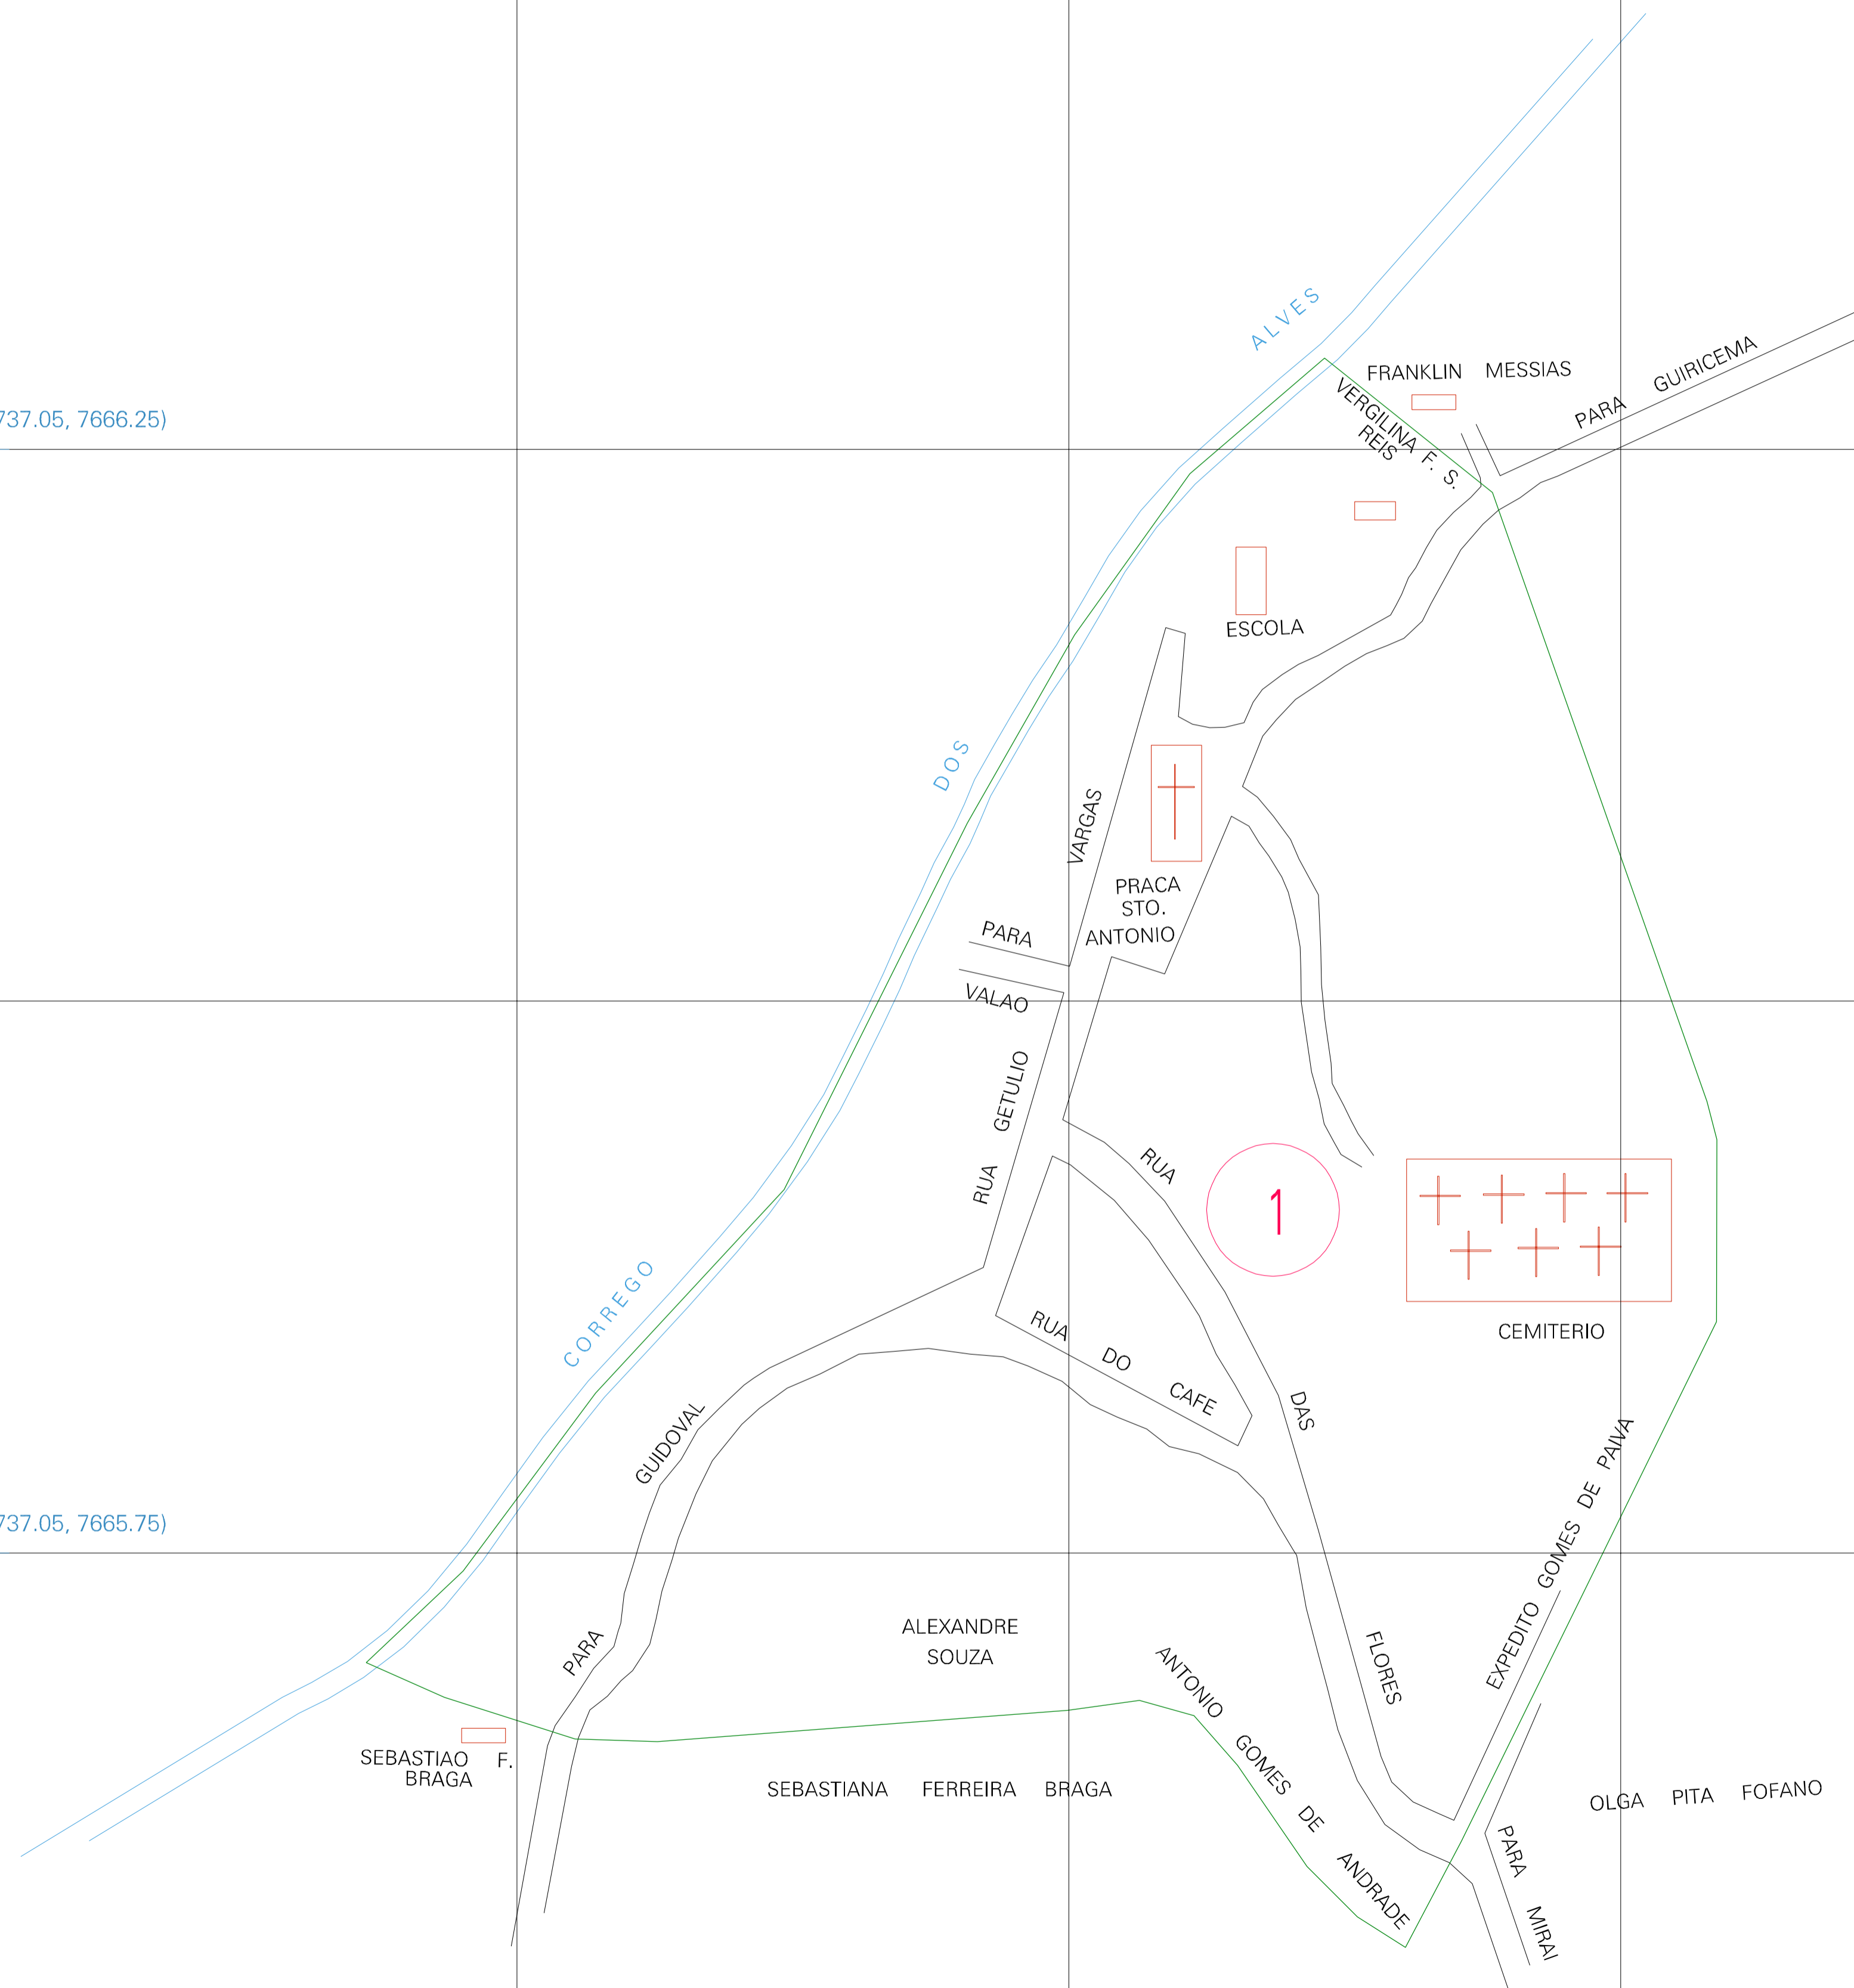 ALVES
FRANKLIN MESSIAS
PARA GUIRICEMA
737.05, 7666.25)
VERGILINA F. S.
REIS
ESCOLA
DOS
VARGAS
PRACA
STO.
ANTONIO
PARA
VALAO
RUA GETULIO
RUA
1
CORREGO
CEMITERIO
RUA DO CAFE
DAS
GUIDOVAL
737.05, 7665.75)
EXPEDITO GOMES DE PAIVA
PARA
ALEXANDRE
SOUZA
FLORES
ANTONIO GOMES DE ANDRADE
SEBASTIAO F.
BRAGA
SEBASTIANA FERREIRA BRAGA
OLGA PITA FOFANO
PARA MIRAI